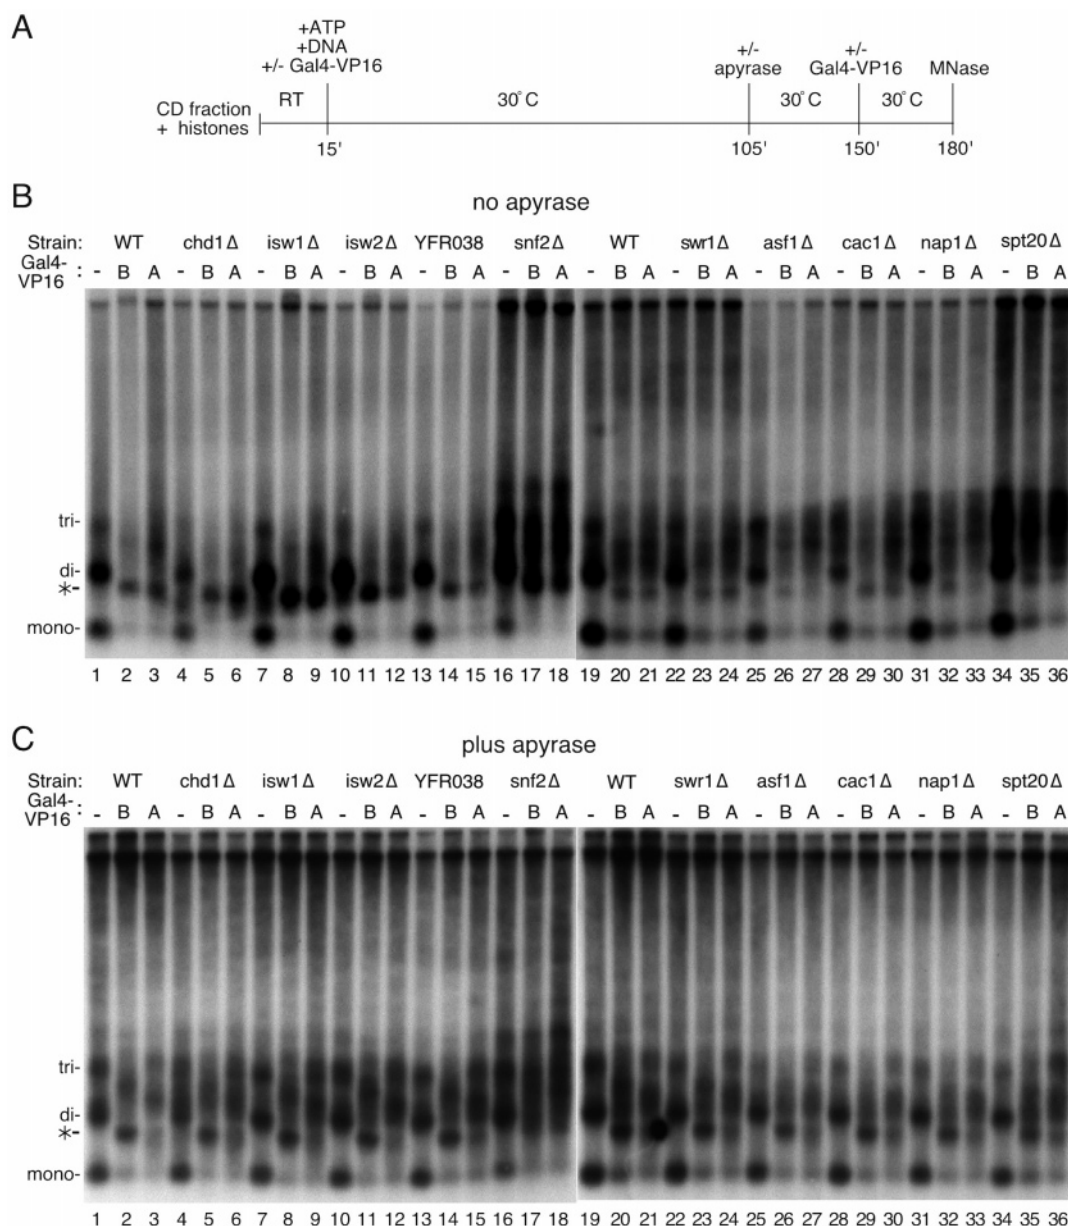 A
+ATP
+DNA
+/- Gal4-VP16
+/-
apyrase
+/-
Gal4-VP16
MNase
CD fraction
+ histones
RT
30°C
30°C
30°C
15'
105'
150'
180'
B
no apyrase
Strain: WT chd1Δ isw1Δ isw2Δ YFR038 snf2Δ WT swr1Δ asf1Δ cac1Δ nap1Δ spt20Δ
Gal4-
VP16 : - B A - B A - B A - B A - B A - B A - B A - B A - B A - B A - B A - B A
tri-
di-
*-
mono-
1 2 3 4 5 6 7 8 9 10 11 12 13 14 15 16 17 18 19 20 21 22 23 24 25 26 27 28 29 30 31 32 33 34 35 36
C
plus apyrase
Strain: WT chd1Δ isw1Δ isw2Δ YFR038 snf2Δ WT swr1Δ asf1Δ cac1Δ nap1Δ spt20Δ
Gal4-
VP16 : - B A - B A - B A - B A - B A - B A - B A - B A - B A - B A - B A - B A
tri-
di-
*-
mono-
1 2 3 4 5 6 7 8 9 10 11 12 13 14 15 16 17 18 19 20 21 22 23 24 25 26 27 28 29 30 31 32 33 34 35 36